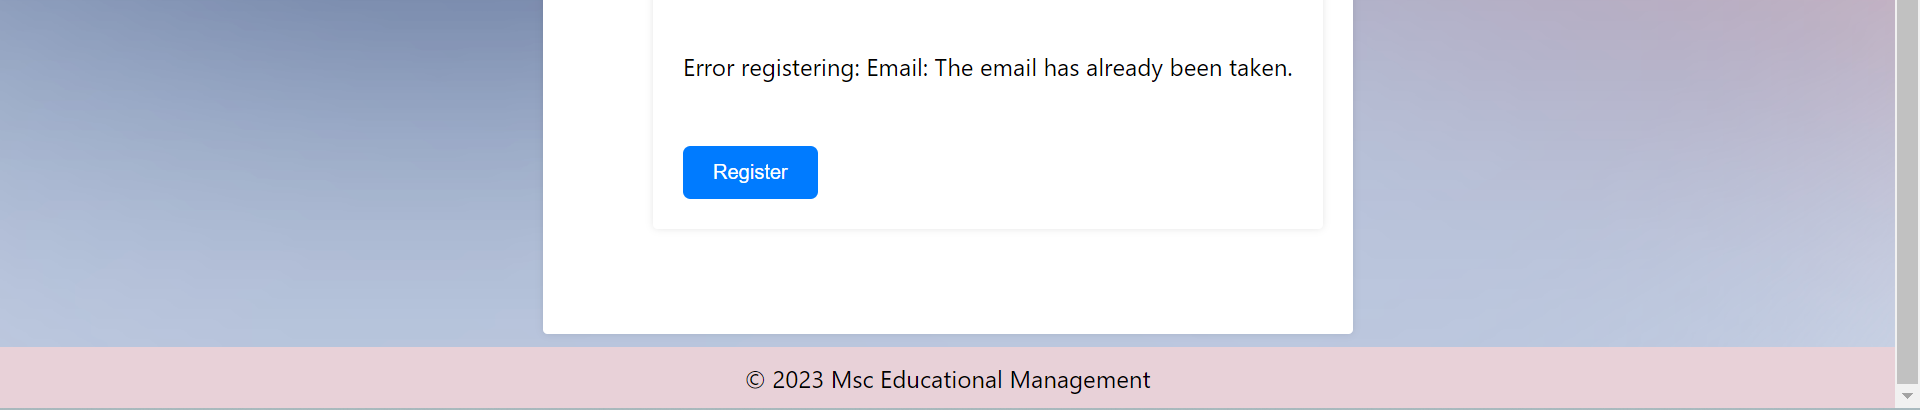 Error registering: Email: The email has already been taken.
Register
© 2023 Msc Educational Management